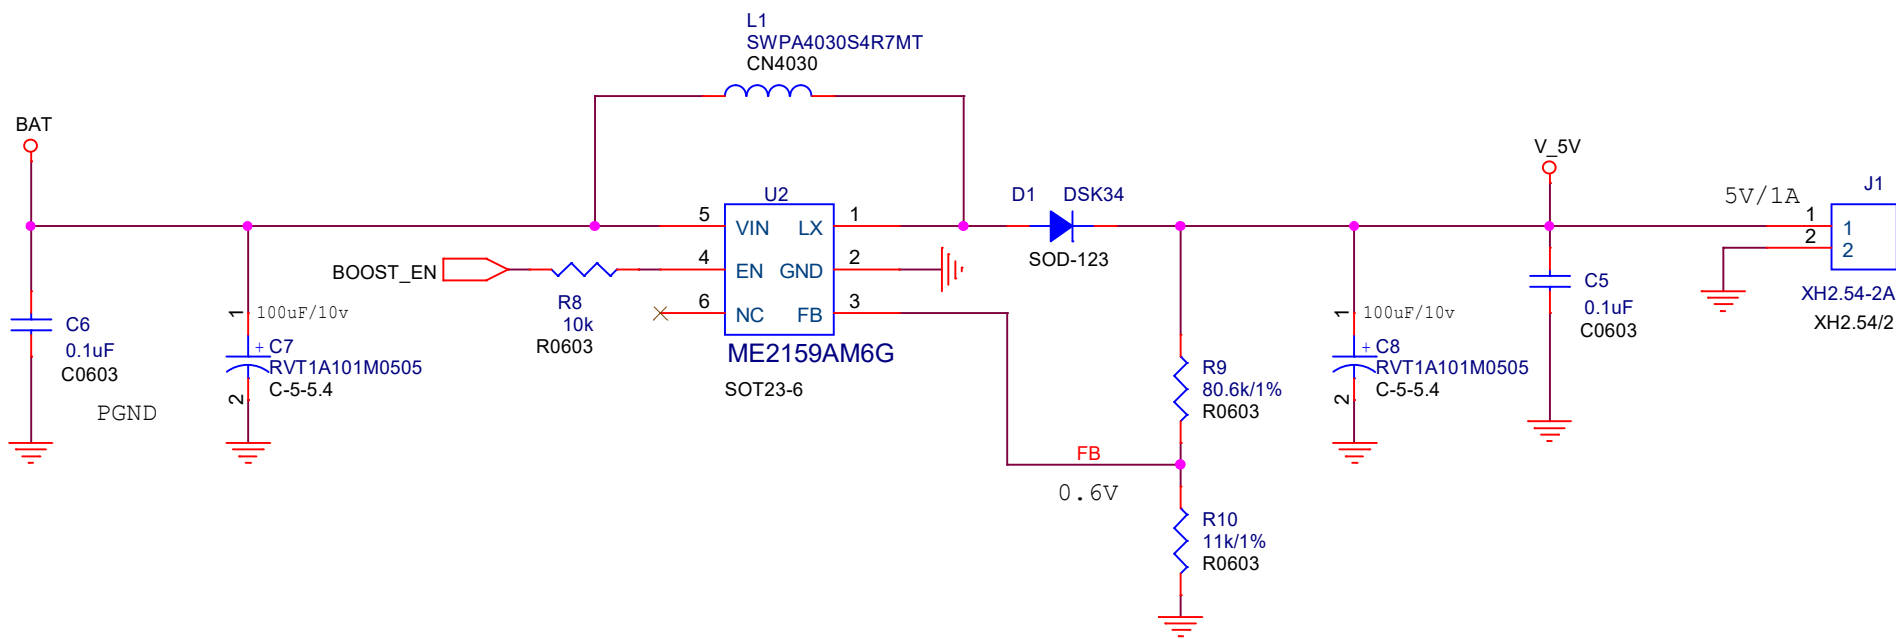 L1
SWPA4030S4R7MT
CN4030
BAT
V_5V
U2
D1 DSK34
5V/1A
J1
5 VIN LX 1
1 1
2 2
BOOST_EN
4 EN GND 2
SOD-123
R8
10k
R0603
6 NC FB 3
ME2159AM6G
SOT23-6
C6
0.1uF
C0603
PGND
1 100uF/10v
+ C7
RVT1A101M0505
C-5-5.4
2
R9
80.6k/1%
R0603
1 100uF/10v
+ C8
RVT1A101M0505
C-5-5.4
2
C5
0.1uF
C0603
XH2.54-2A
XH2.54/2
FB
0.6V
R10
11k/1%
R0603